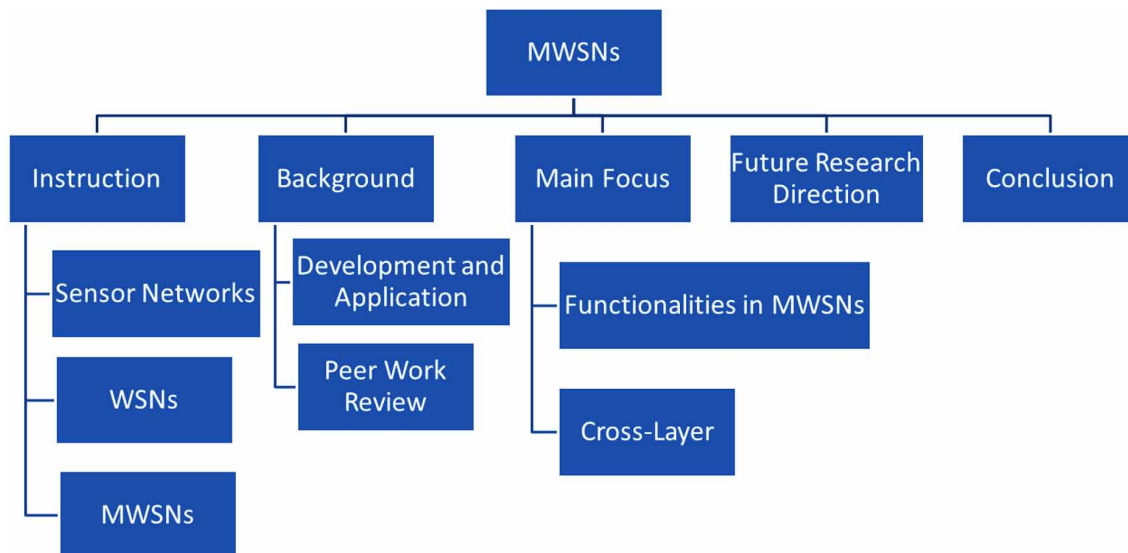 MWSNs
Instruction
Background
Main Focus
Future Research
Direction
Conclusion
Sensor Networks
WSNs
MWSNs
Development and
Application
Peer Work
Review
Functionalities in MWSNs
Cross-Layer